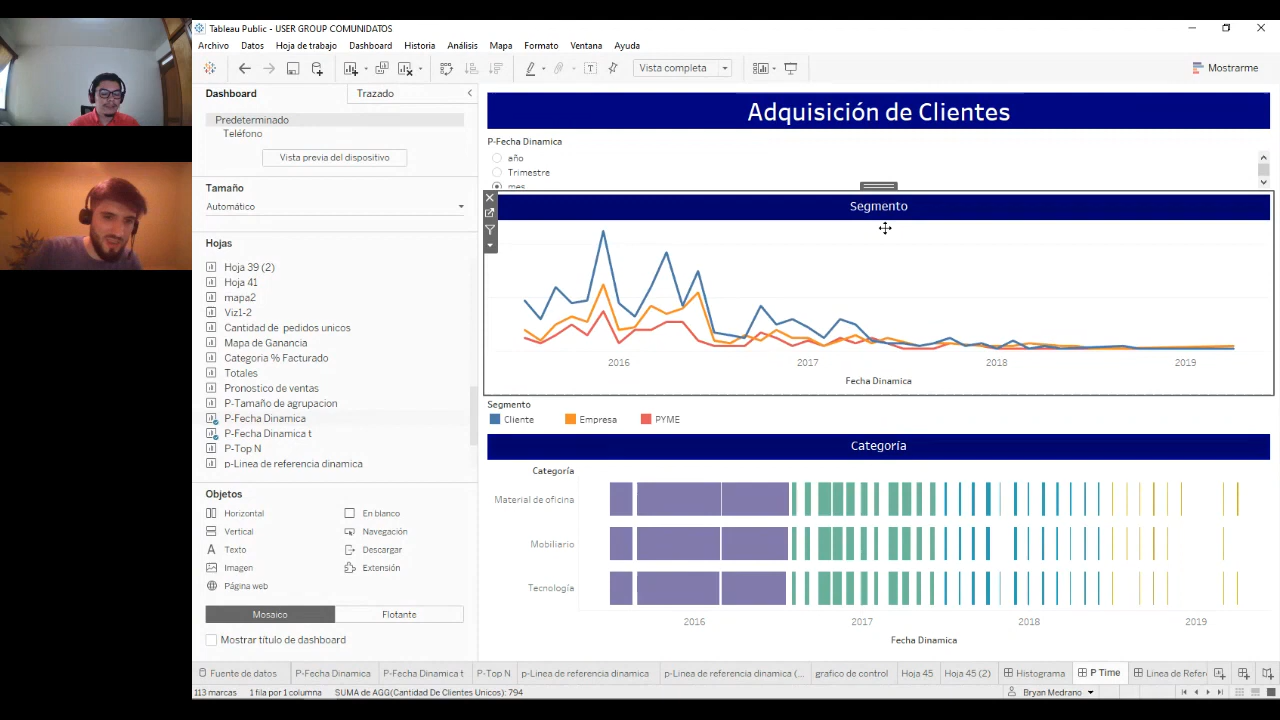 Tableau Public - USER GROUP COMUNIDATOS
Archivo Datos Hoja de trabajo Dashboard Historia Análisis Mapa Formato Ventana Ayuda
Vista completa
Mostrarme
Dashboard
Trazado
Predeterminado
Teléfono
Vista previa del dispositivo
Tamaño
Automático
Hojas
Hoja 39 (2)
Hoja 41
mapa2
Viz1-2
Cantidad de pedidos unicos
Mapa de Ganancia
Categoria % Facturado
Totales
Pronostico de ventas
P-Tamaño de agrupacion
P-Fecha Dinamica
P-Fecha Dinamica t
P-Top N
p-Linea de referencia dinamica
Objetos
Horizontal
En blanco
Vertical
Navegación
Texto
Descargar
Imagen
Extensión
Página web
Mosaico
Flotante
Mostrar título de dashboard
Adquisición de Clientes
P-Fecha Dinamica
año
Trimestre
mes
Segmento
2016 2017 2018 2019
Fecha Dinamica
Segmento
Cliente Empresa PYME
Categoría
Categoría
Material de oficina
Mobiliario
Tecnología
2016 2017 2018 2019
Fecha Dinamica
Fuente de datos P-Fecha Dinamica P-Fecha Dinamica t P-Top N p-Linea de referencia dinamica p-Linea de referencia dinamica (... grafico de control Hoja 45 Hoja 45 (2) Histograma P Time Linea de Refer
113 marcas 1 fila por 1 columna SUMA de AGG(Cantidad De Clientes Unicos): 794
Bryan Medrano